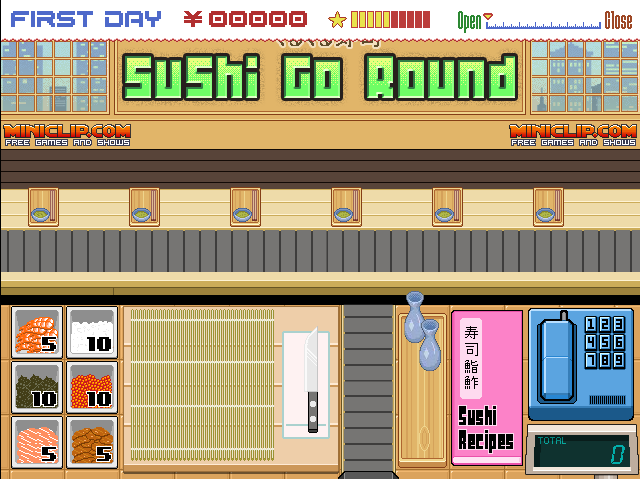 FIRST DAY ¥ 00000 Open Close
SuShi Go Round
MINICLIP.COM
FREE GAMES AND SHOWS
MINICLIP.COM
FREE GAMES AND SHOWS
5
10
10
10
5
5
寿司鮨鮓
Sushi
Recipes
1 2 3
4 5 6
7 8 9
TOTAL
0